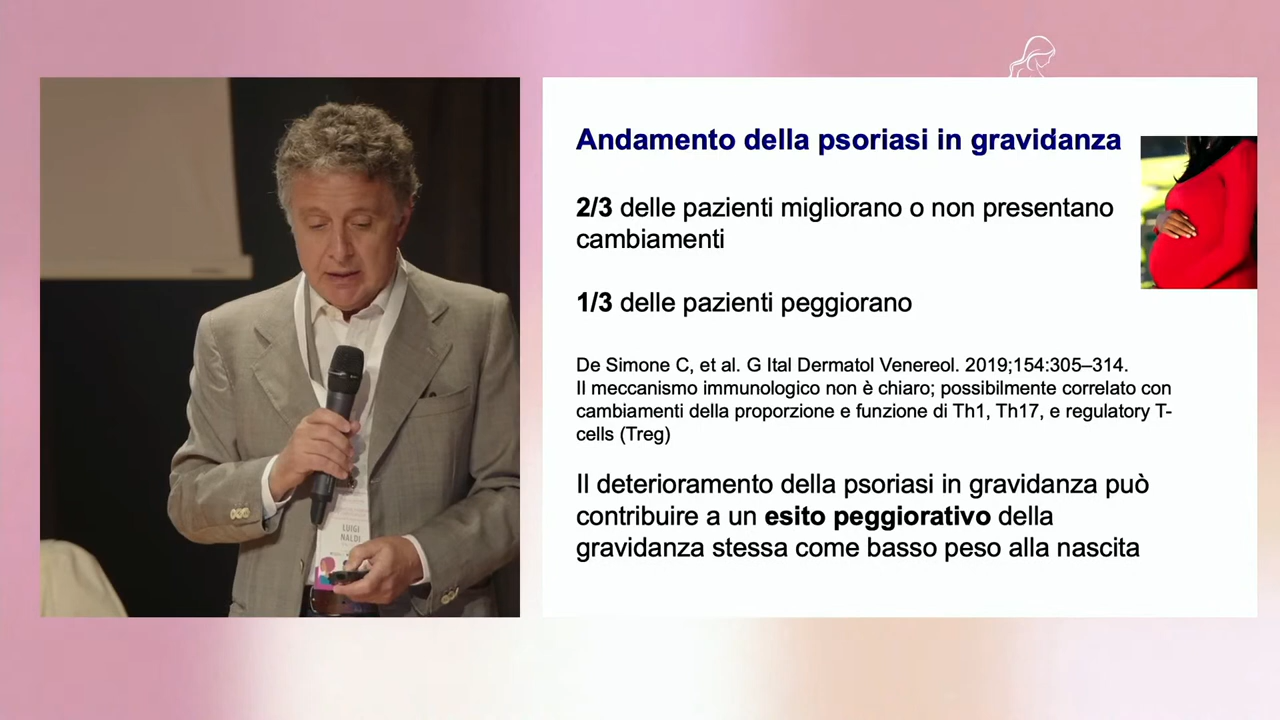 LUIGI
NALDI
Andamento della psoriasi in gravidanza
2/3 delle pazienti migliorano o non presentano
cambiamenti
1/3 delle pazienti peggiorano
De Simone C, et al. G Ital Dermatol Venereol. 2019;154:305–314.
Il meccanismo immunologico non è chiaro; possibilmente correlato con
cambiamenti della proporzione e funzione di Th1, Th17, e regulatory T-
cells (Treg)
Il deterioramento della psoriasi in gravidanza può
contribuire a un esito peggiorativo della
gravidanza stessa come basso peso alla nascita